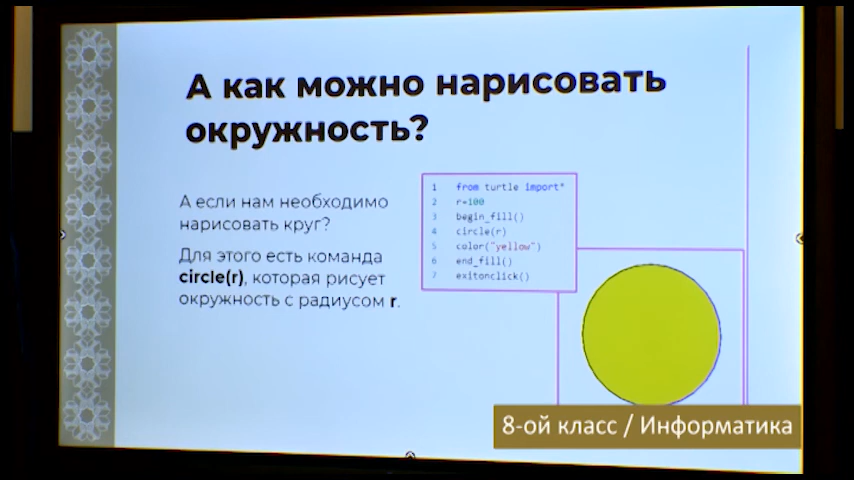 А как можно нарисовать
окружность?
А если нам необходимо
нарисовать круг?
Для этого есть команда
circle(r), которая рисует
окружность с радиусом r.
1 from turtle import*
2 r=100
3 begin_fill()
4 circle(r)
5 color("yellow")
6 end_fill()
7 exitonclick()
8-ой класс / Информатика